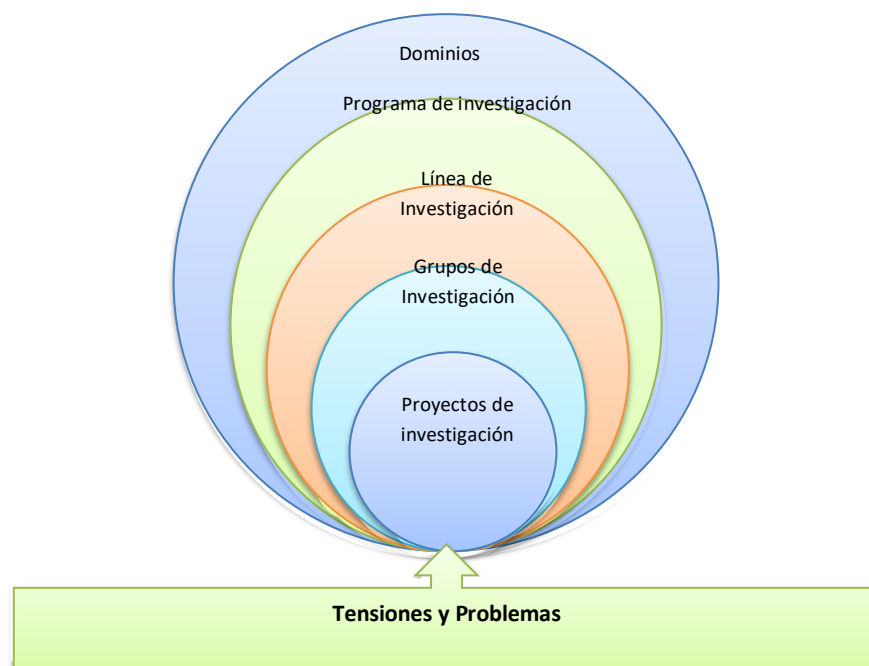 Dominios
Programa de investigación
Línea de
Investigación
Grupos de
Investigación
Proyectos de
investigación
Tensiones y Problemas